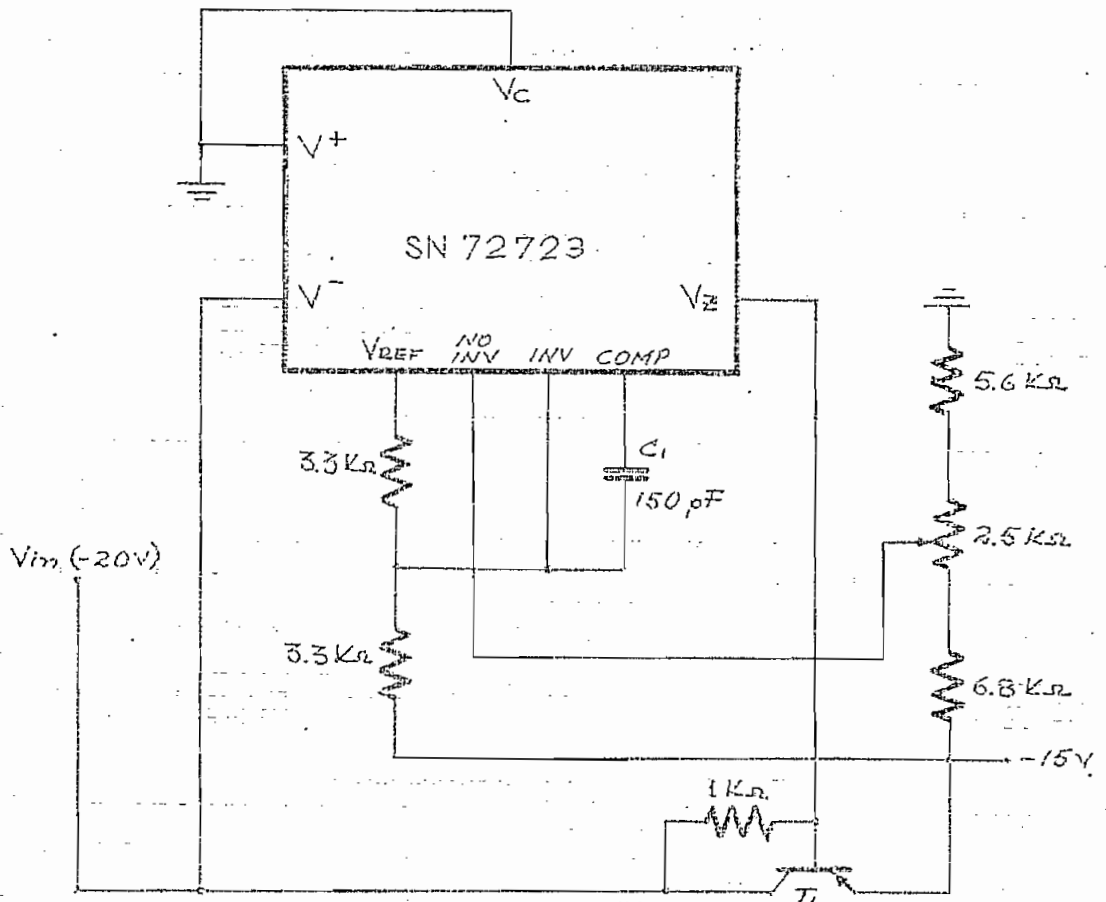 Vc
V+
SN 72723
V-
Vz
VREF
NO INV
INV
COMP
5.6 KΩ
3.3 KΩ
C1
150 pF
2.5 KΩ
Vin (-20V)
3.3 KΩ
6.8 KΩ
-15V.
1 KΩ